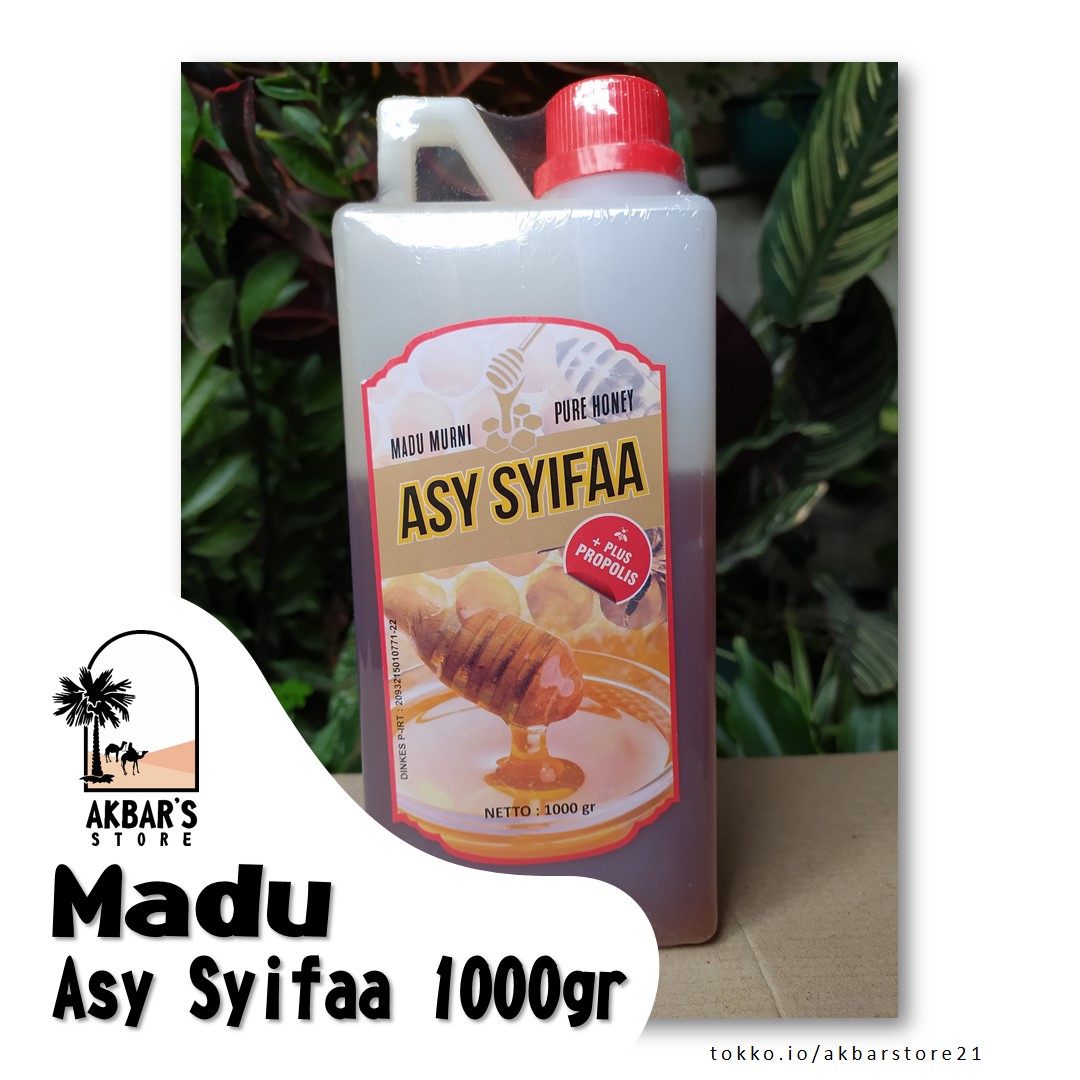 MADU MURNI
PURE HONEY
ASY SYIFAA
+ PLUS
PROPOLIS
DINKES P-IRT : 2093215010771-22
NETTO : 1000 gr
AKBAR'S
STORE
Madu
Asy Syifaa 1000gr
tokko.io/akbarstore21